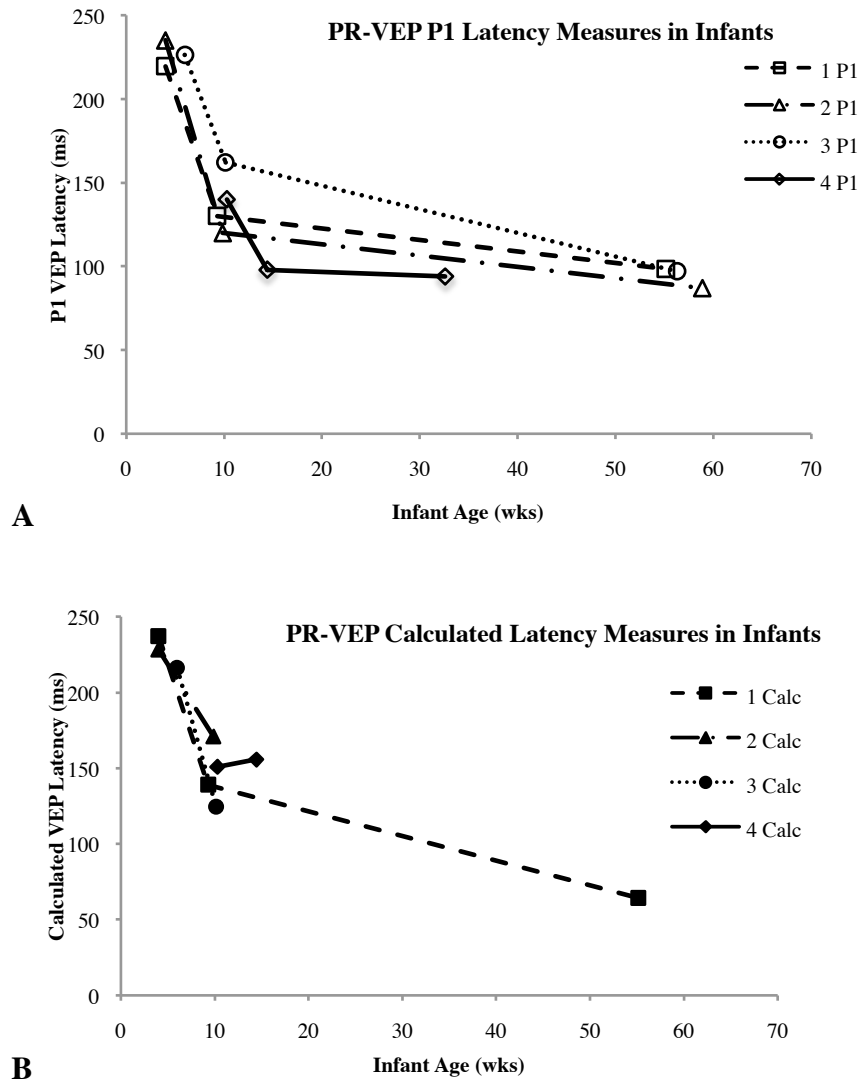 PR-VEP P1 Latency Measures in Infants
250
200
150
100
50
0
P1 VEP Latency (ms)
1 P1
2 P1
3 P1
4 P1
0 10 20 30 40 50 60 70
Infant Age (wks)
A
PR-VEP Calculated Latency Measures in Infants
250
200
150
100
50
0
Calculated VEP Latency (ms)
1 Calc
2 Calc
3 Calc
4 Calc
0 10 20 30 40 50 60 70
Infant Age (wks)
B